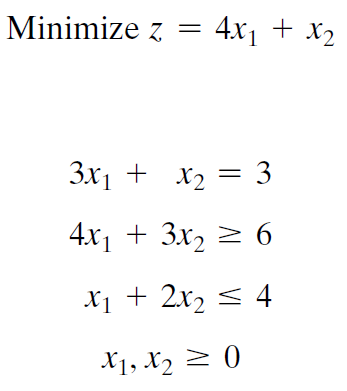 Minimize z = 4x₁ + x₂
3x₁ + x₂ = 3
4x₁ + 3x₂ ≥ 6
x₁ + 2x₂ ≤ 4
x₁, x₂ ≥ 0